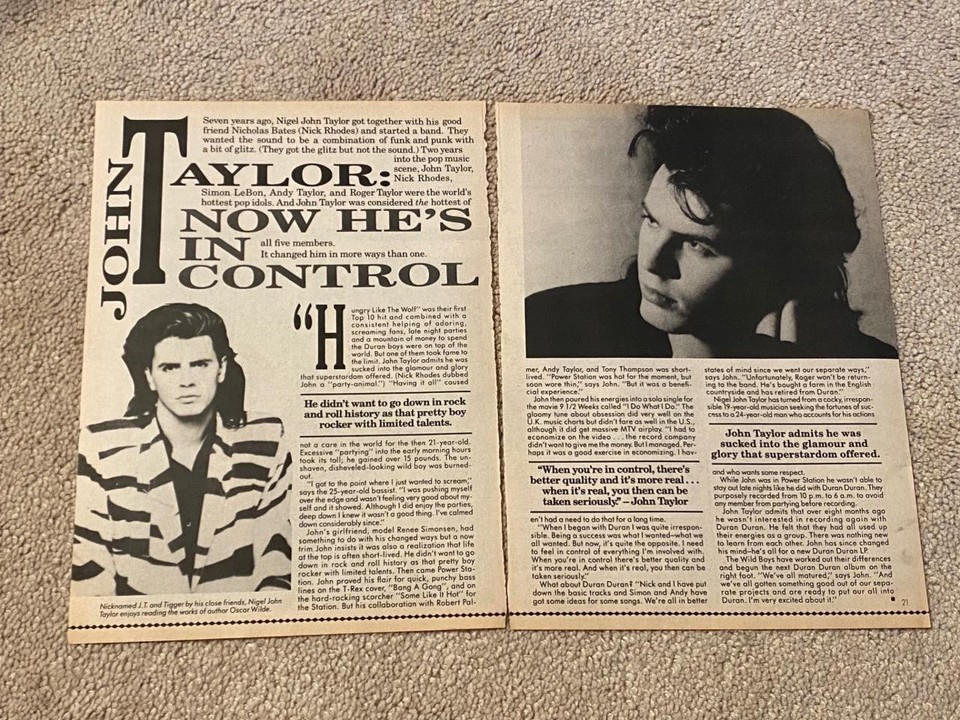 JOHN
TAYLOR:
NOW HE'S
IN
CONTROL
Seven years ago, Nigel John Taylor got together with his good
friend Nicholas Bates (Nick Rhodes) and started a band. They
wanted the sound to be a combination of funk and punk with
a bit of glitz. (They got the glitz but not the sound.) Two years
into the pop music
scene, John Taylor,
Nick Rhodes,
Simon LeBon, Andy Taylor, and Roger Taylor were the world's
hottest pop idols. And John Taylor was considered the hottest of
all five members.
It changed him in more ways than one.
"Hungry Like The Wolf" was their first
Top 10 hit and combined with a
consistent helping of adoring,
screaming fans, late night parties
and a mountain of money to spend
the Duran boys were on top of the
world. But one of them took fame to
the limit. John Taylor admits he was
sucked into the glamour and glory
that superstardom offered. (Nick Rhodes dubbed
John a "party-animal.") "Having it all" caused
He didn't want to go down in rock
and roll history as that pretty boy
rocker with limited talents.
not a care in the world for the then 21-year-old.
Excessive "partying" into the early morning hours
took its toll; he gained over 15 pounds. The un-
shaven, disheveled-looking wild boy was burned-
out.
"I got to the point where I just wanted to scream,"
says the 25-year-old bassist. "I was pushing myself
over the edge and wasn't feeling very good about my-
self and it showed. Although I did enjoy the parties,
deep down I knew it wasn't a good thing. I've calmed
down considerably since."
John's girlfriend, model Renee Simonsen, had
something to do with his changed ways but a now
trim John insists it was also a realization that life
at the top is often short-lived. He didn't want to go
down in rock and roll history as that pretty boy
rocker with limited talents. Then came Power Sta-
tion. John proved his flair for quick, punchy bass
lines on the T-Rex cover, "Bang A Gong", and on
the hard-rocking scorcher "Some Like It Hot" for
the Station. But his collaboration with Robert Pal-
Nicknamed J.T. and Tigger by his close friends, Nigel John
Taylor enjoys reading the works of author Oscar Wilde.
mer, Andy Taylor, and Tony Thompson was short-
lived. "Power Station was hot for the moment, but
soon wore thin," says John. "But it was a benefi-
cial experience."
John then poured his energies into a solo single for
the movie 9 1/2 Weeks called "I Do What I Do." The
gloomy tune about obsession did very well on the
U.K. music charts but didn't fare as well in the U.S.,
although it did get massive MTV airplay. "I had to
economize on the video . . . the record company
didn't want to give me the money. But I managed. Per-
haps it was a good exercise in economizing. I hav-
"When you're in control, there's
better quality and it's more real . . .
when it's real, you then can be
taken seriously." – John Taylor
en't had a need to do that for a long time.
"When I began with Duran I was quite irrespon-
sible. Being a success was what I wanted—what we
all wanted. But now, it's quite the opposite. I need
to feel in control of everything I'm involved with.
When you're in control there's better quality and
it's more real. And when it's real, you then can be
taken seriously."
What about Duran Duran? "Nick and I have put
down the basic tracks and Simon and Andy have
got some ideas for some songs. We're all in better
states of mind since we went our separate ways,"
says John. "Unfortunately, Roger won't be return-
ing to the band. He's bought a farm in the English
countryside and has retired from Duran."
Nigel John Taylor has turned from a cocky, irrespon-
sible 19-year-old musician seeking the fortunes of suc-
cess to a 24-year-old man who accounts for his actions
John Taylor admits he was
sucked into the glamour and
glory that superstardom offered.
and who wants some respect.
While John was in Power Station he wasn't able to
stay out late nights like he did with Duran Duran. They
purposely recorded from 10 p.m. to 6 a.m. to avoid
any member from partying before recording.
John Taylor admits that over eight months ago
he wasn't interested in recording again with
Duran Duran. He felt that they had all used up
their energies as a group. There was nothing new
to learn from each other. John has since changed
his mind—he's all for a new Duran Duran LP.
The Wild Boys have worked out their differences
and begun the next Duran Duran album on the
right foot. "We've all matured," says John. "And
we've all gotten something good out of our sepa-
rate projects and are ready to put our all into
Duran. I'm very excited about it."
21